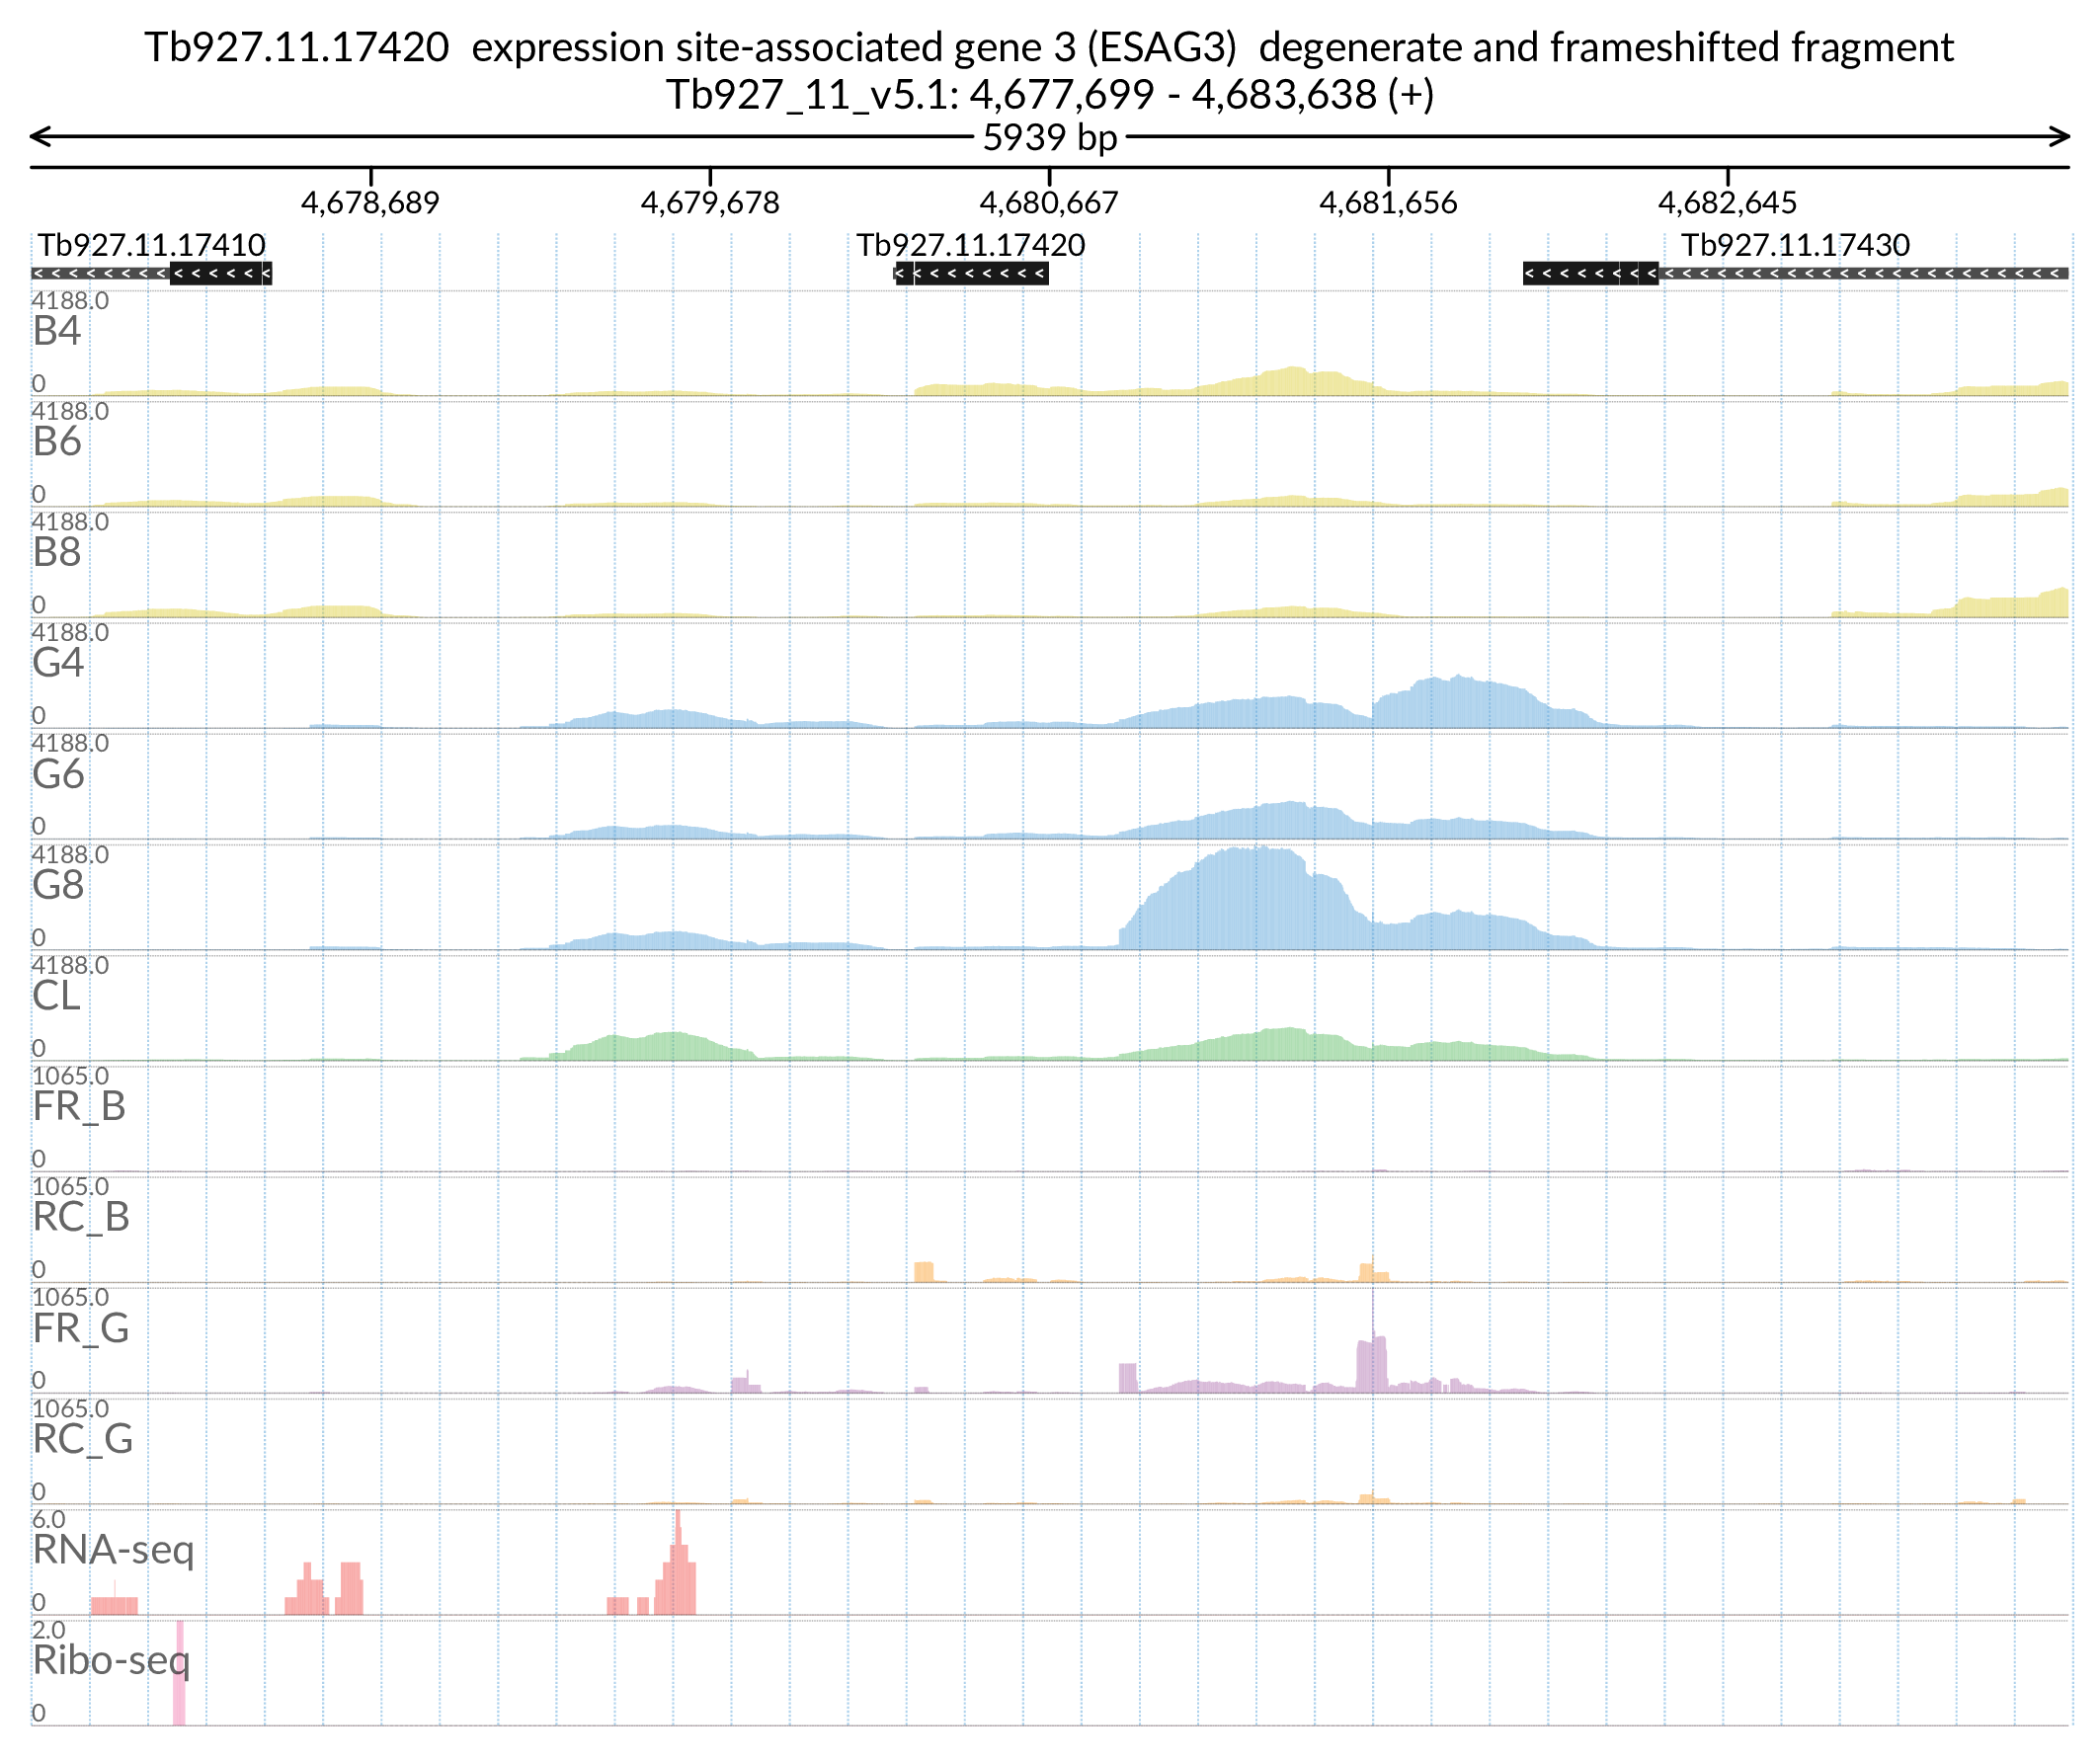 Tb927.11.17420 expression site-associated gene 3 (ESAG3) degenerate and frameshifted fragment
Tb927_11_v5.1: 4,677,699 - 4,683,638 (+)
5939 bp
4,678,689 4,679,678 4,680,667 4,681,656 4,682,645
Tb927.11.17410 Tb927.11.17420 Tb927.11.17430
4188.0
B4
0
4188.0
B6
0
4188.0
B8
0
4188.0
G4
0
4188.0
G6
0
4188.0
G8
0
4188.0
CL
0
1065.0
FR_B
0
1065.0
RC_B
0
1065.0
FR_G
0
1065.0
RC_G
0
6.0
RNA-seq
0
2.0
Ribo-seq
0